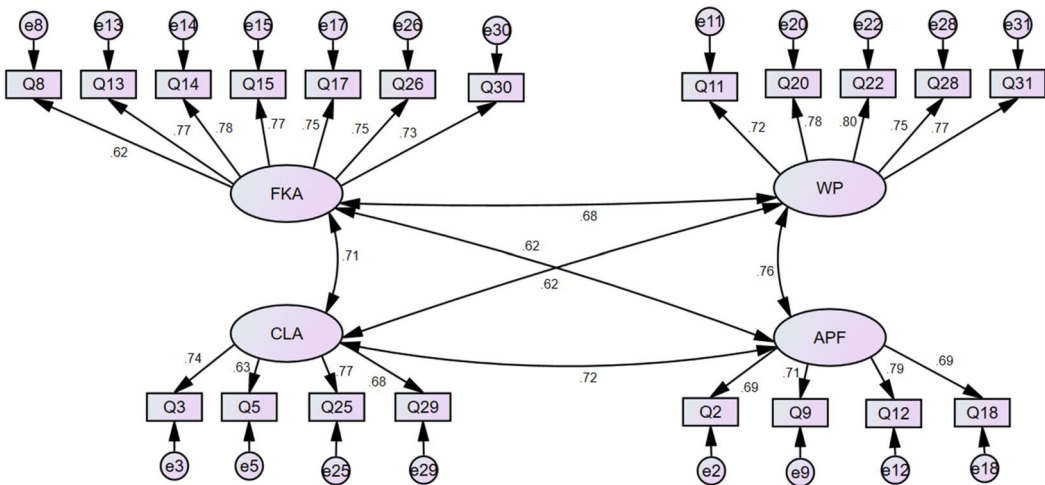 e8 e13 e14 e15 e17 e26 e30 e11 e20 e22 e28 e31
Q8 Q13 Q14 Q15 Q17 Q26 Q30 Q11 Q20 Q22 Q28 Q31
.62 .77 .78 .77 .75 .75 .73 .72 .78 .80 .75 .77
FKA WP
.68
.71 .62 .62 .76
CLA APF
.72
.74 .63 .77 .68 .69 .71 .79 .69
Q3 Q5 Q25 Q29 Q2 Q9 Q12 Q18
e3 e5 e25 e29 e2 e9 e12 e18